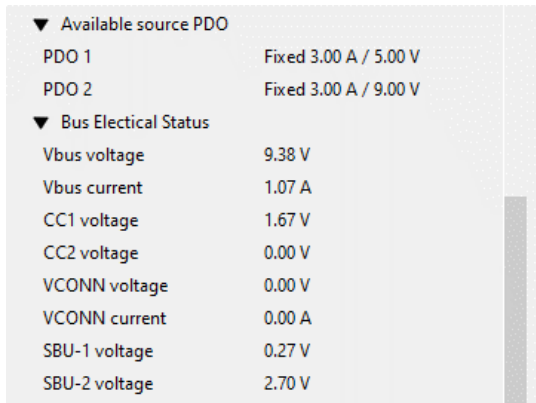 Available source PDO
PDO 1 Fixed 3.00 A / 5.00 V
PDO 2 Fixed 3.00 A / 9.00 V
Bus Electical Status
Vbus voltage 9.38 V
Vbus current 1.07 A
CC1 voltage 1.67 V
CC2 voltage 0.00 V
VCONN voltage 0.00 V
VCONN current 0.00 A
SBU-1 voltage 0.27 V
SBU-2 voltage 2.70 V